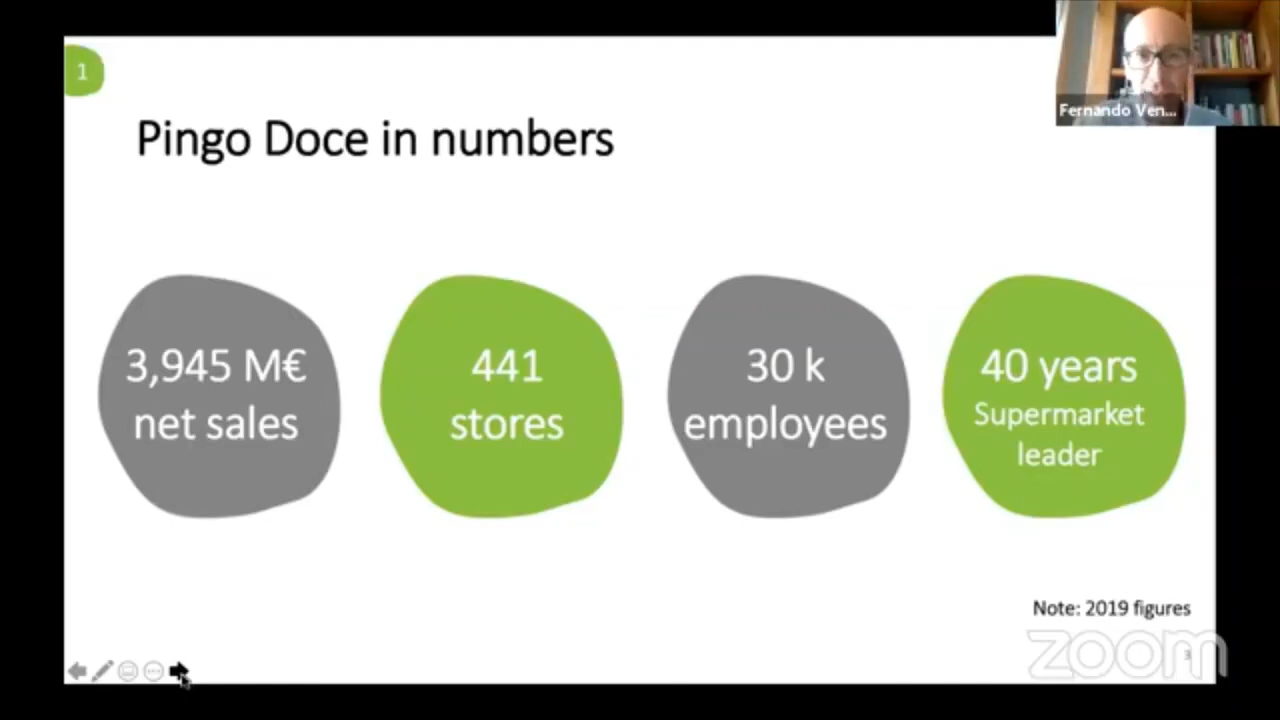 1
Fernando Ven...
Pingo Doce in numbers
3,945 M€
net sales
441
stores
30 k
employees
40 years
Supermarket
leader
Note: 2019 figures
zoom
3